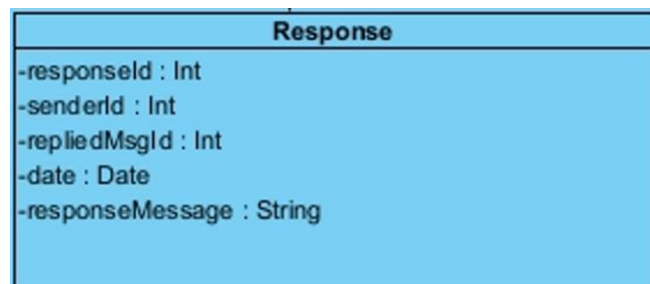 Response
-responseId : Int
-senderId : Int
-repliedMsgId : Int
-date : Date
-responseMessage : String